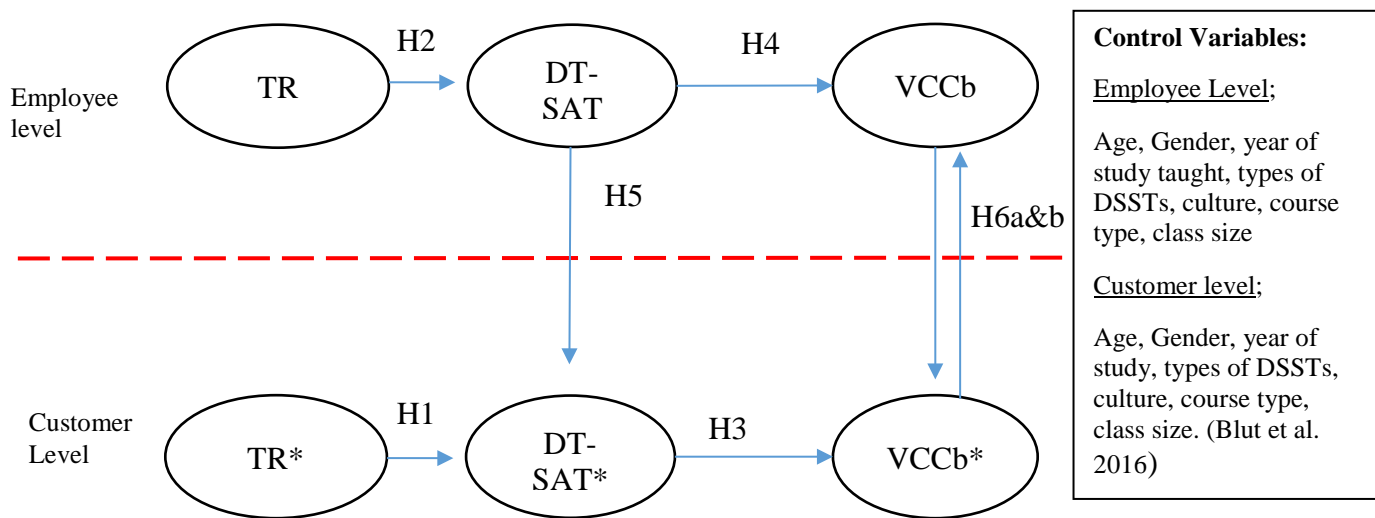 H2
H4
TR
DT-
SAT
VCCb
Employee
level
H5
H6a&b
Customer
Level
H1
H3
TR*
DT-
SAT*
VCCb*
Control Variables:
Employee Level;
Age, Gender, year of
study taught, types of
DSSTs, culture, course
type, class size
Customer level;
Age, Gender, year of
study, types of DSSTs,
culture, course type,
class size. (Blut et al.
2016)